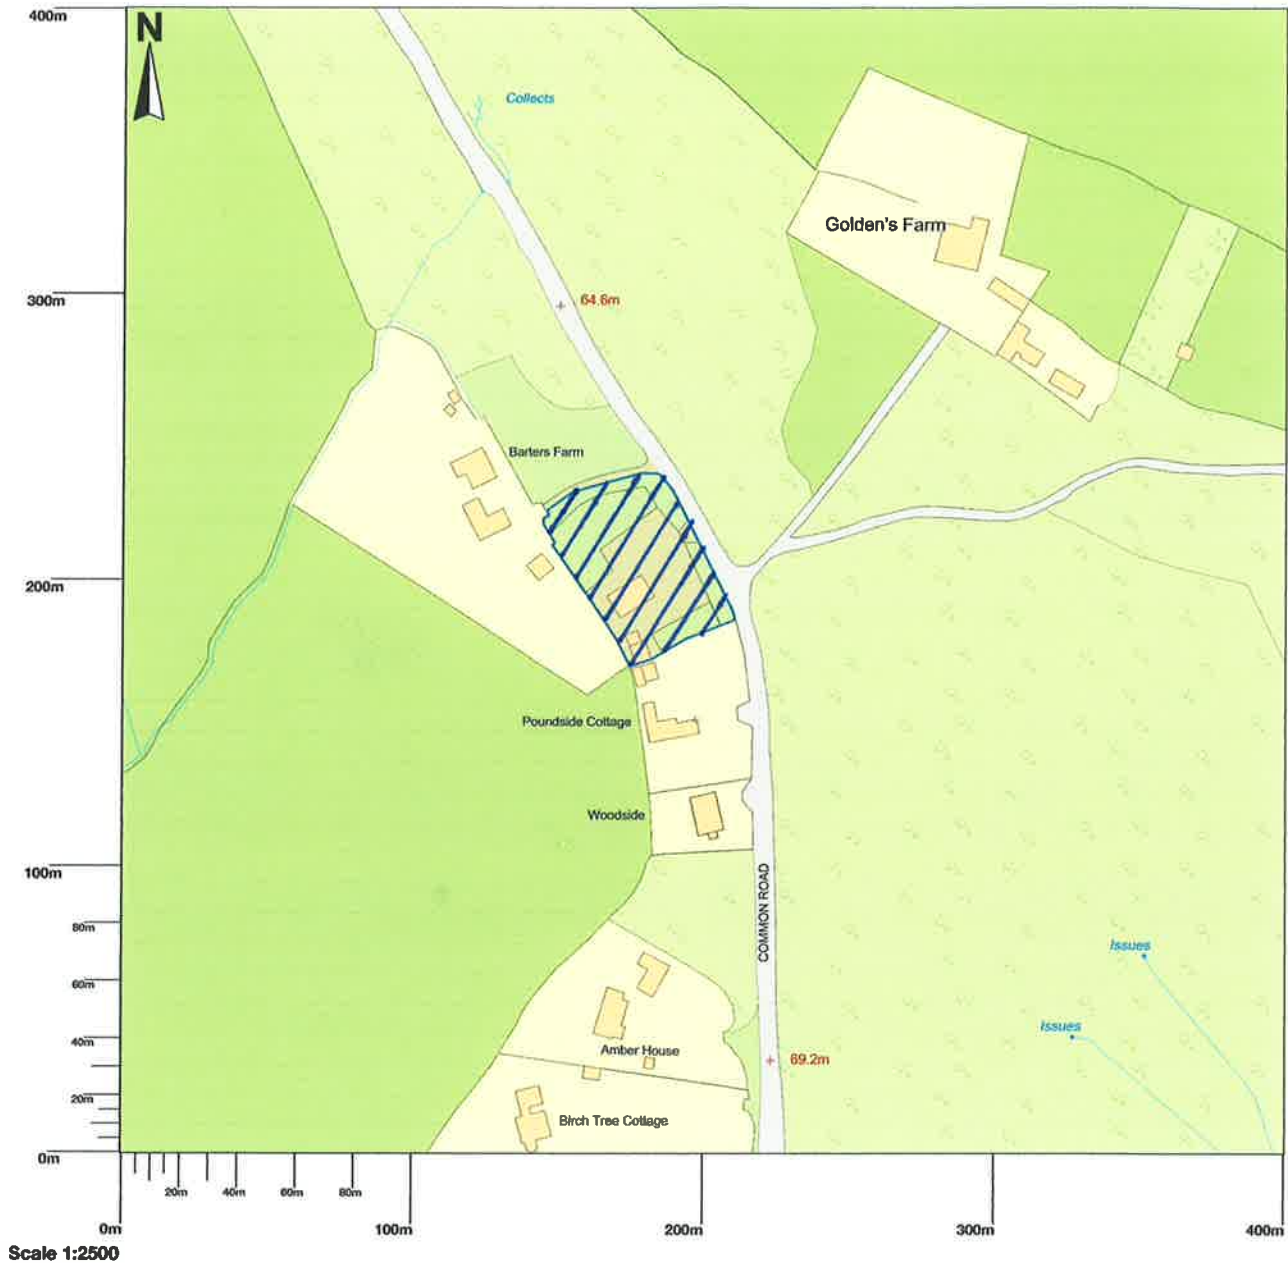 400m
N
Collects
Golden's Farm
300m
64.6m
Barters Farm
200m
Poundside Cottage
Woodside
100m
COMMON ROAD
80m
Issues
60m
Issues
40m
Amber House
69.2m
20m
Birch Tree Cottage
0m
20m
40m
60m
80m
0m
100m
200m
300m
400m
Scale 1:2500